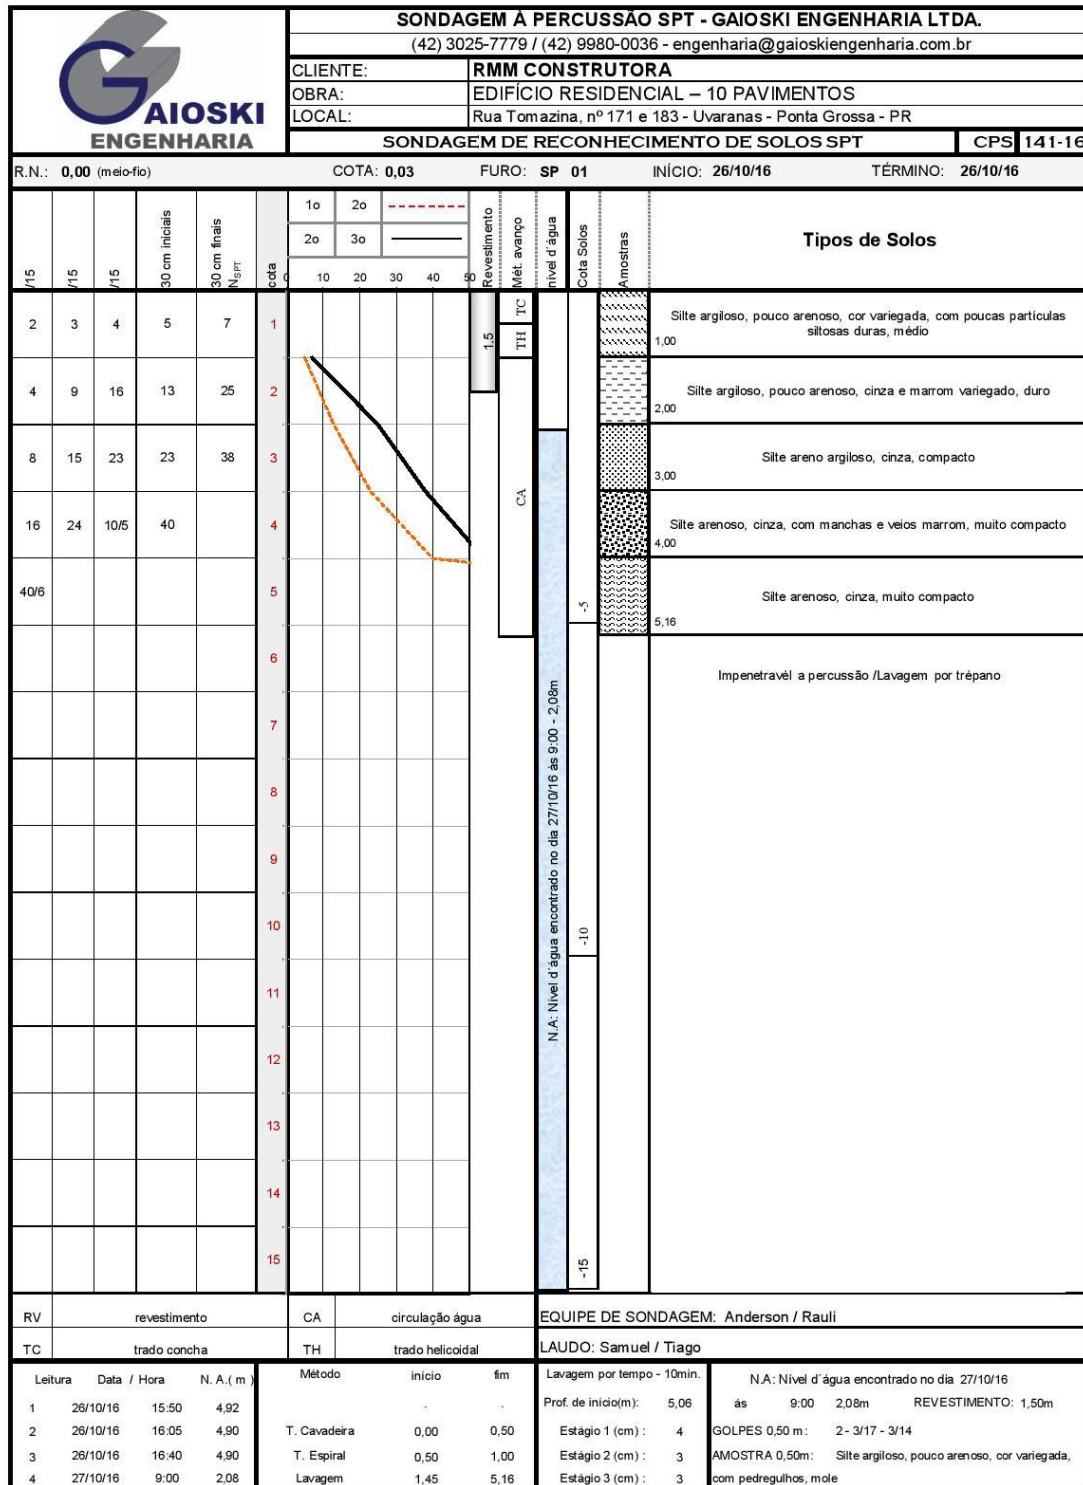 GAIOSKI
ENGENHARIA
SONDAGEM À PERCUSSÃO SPT - GAIOSKI ENGENHARIA LTDA.
(42) 3025-7779 / (42) 9980-0036 - engenharia@gaioskiengenharia.com.br
CLIENTE: RMM CONSTRUTORA
OBRA: EDIFÍCIO RESIDENCIAL – 10 PAVIMENTOS
LOCAL: Rua Tomazina, nº 171 e 183 - Uvaranas - Ponta Grossa - PR
SONDAGEM DE RECONHECIMENTO DE SOLOS SPT CPS 141-16
R.N.: 0,00 (meio-fio) COTA: 0,03 FURO: SP 01 INÍCIO: 26/10/16 TÉRMINO: 26/10/16
/15 /15 /15 30 cm iniciais 30 cm finais NSPT cota
1o 2o
2o 3o
0 10 20 30 40 50
Revestimento Mét. avanço nível d´água Cota Solos Amostras Tipos de Solos
2 3 4 5 7 1
1,5 TC TH
Silte argiloso, pouco arenoso, cor variegada, com poucas partículas
siltosas duras, médio
1,00
4 9 16 13 25 2
Silte argiloso, pouco arenoso, cinza e marrom variegado, duro
2,00
8 15 23 23 38 3
Silte areno argiloso, cinza, compacto
3,00
CA
16 24 10/5 40 4
Silte arenoso, cinza, com manchas e veios marrom, muito compacto
4,00
40/6 5 -5
Silte arenoso, cinza, muito compacto
5,16
6
Impenetravél a percussão /Lavagem por trépano
7
8
9
10 -10
11
12
13
14
15 -15
N.A: Nível d´água encontrado no dia 27/10/16 às 9:00 - 2,08m
RV revestimento CA circulação água EQUIPE DE SONDAGEM: Anderson / Rauli
TC trado concha TH trado helicoidal LAUDO: Samuel / Tiago
Leitura Data / Hora N. A.( m )
1 26/10/16 15:50 4,92
2 26/10/16 16:05 4,90
3 26/10/16 16:40 4,90
4 27/10/16 9:00 2,08
Método início fim
- -
T. Cavadeira 0,00 0,50
T. Espiral 0,50 1,00
Lavagem 1,45 5,16
Lavagem por tempo - 10min.
Prof. de início(m): 5,06
Estágio 1 (cm) : 4
Estágio 2 (cm) : 3
Estágio 3 (cm) : 3
N.A: Nível d´água encontrado no dia 27/10/16
ás 9:00 2,08m REVESTIMENTO: 1,50m
GOLPES 0,50 m : 2 - 3/17 - 3/14
AMOSTRA 0,50m: Silte argiloso, pouco arenoso, cor variegada,
com pedregulhos, mole